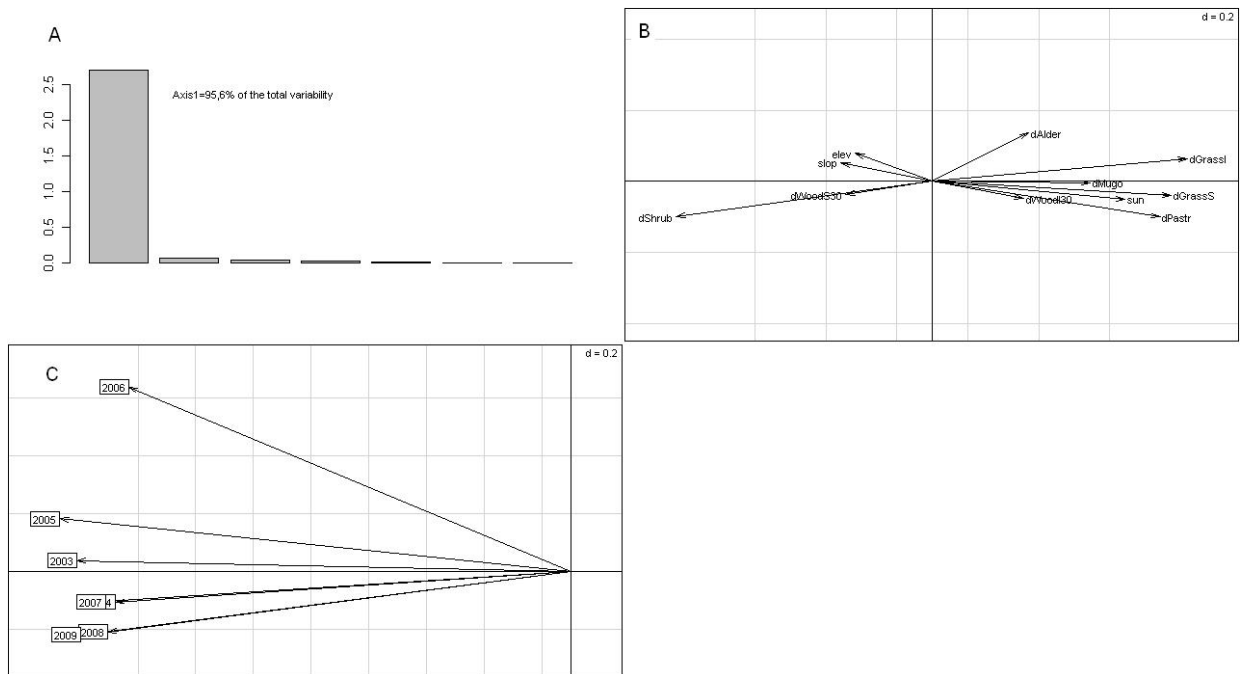 A
2.5
2.0
1.5
1.0
0.5
0.0
Axis1=95,6% of the total variability
B
d = 0.2
dAlder
elev
slop
dGrassI
dMugo
dWoodS30
dWoodI30
sun
dGrassS
dShrub
dPastr
C
d = 0.2
2006
2005
2003
2007 4
2009 2008